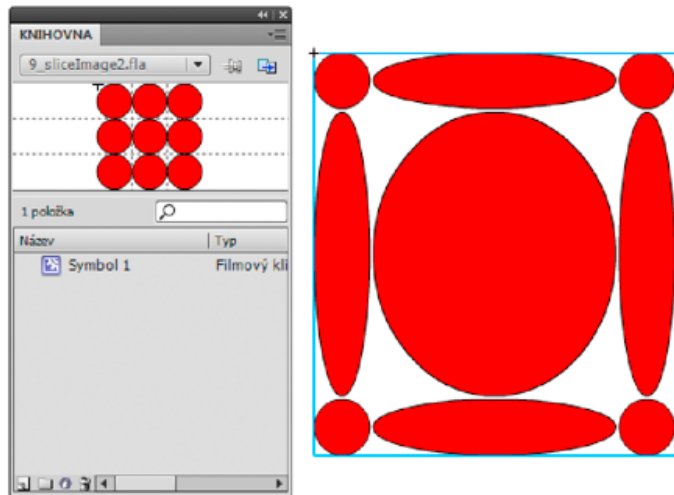 KNIHOVNA
9_sliceImage2.fla
1 položka
Název Typ
Symbol 1 Filmový kli